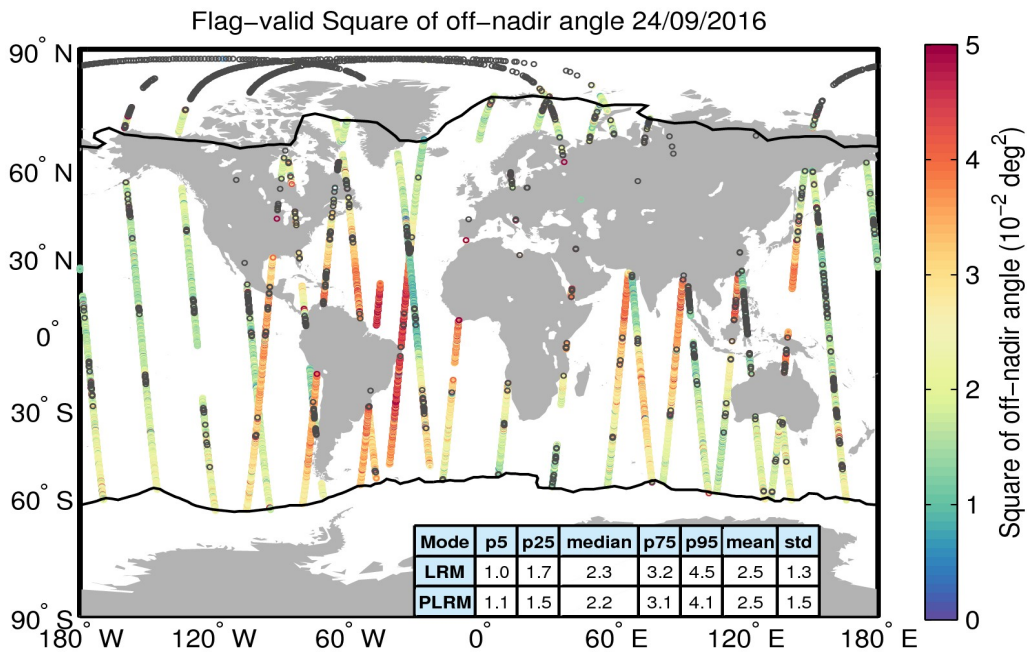 Flag−valid Square of off−nadir angle 24/09/2016
90° N
60° N
30° N
0°
30° S
60° S
90° S
180° W 120° W 60° W 0° 60° E 120° E 180° E
Mode p5 p25 median p75 p95 mean std
LRM 1.0 1.7 2.3 3.2 4.5 2.5 1.3
PLRM 1.1 1.5 2.2 3.1 4.1 2.5 1.5
5
4
3
2
1
0
Square of off−nadir angle (10⁻² deg²)